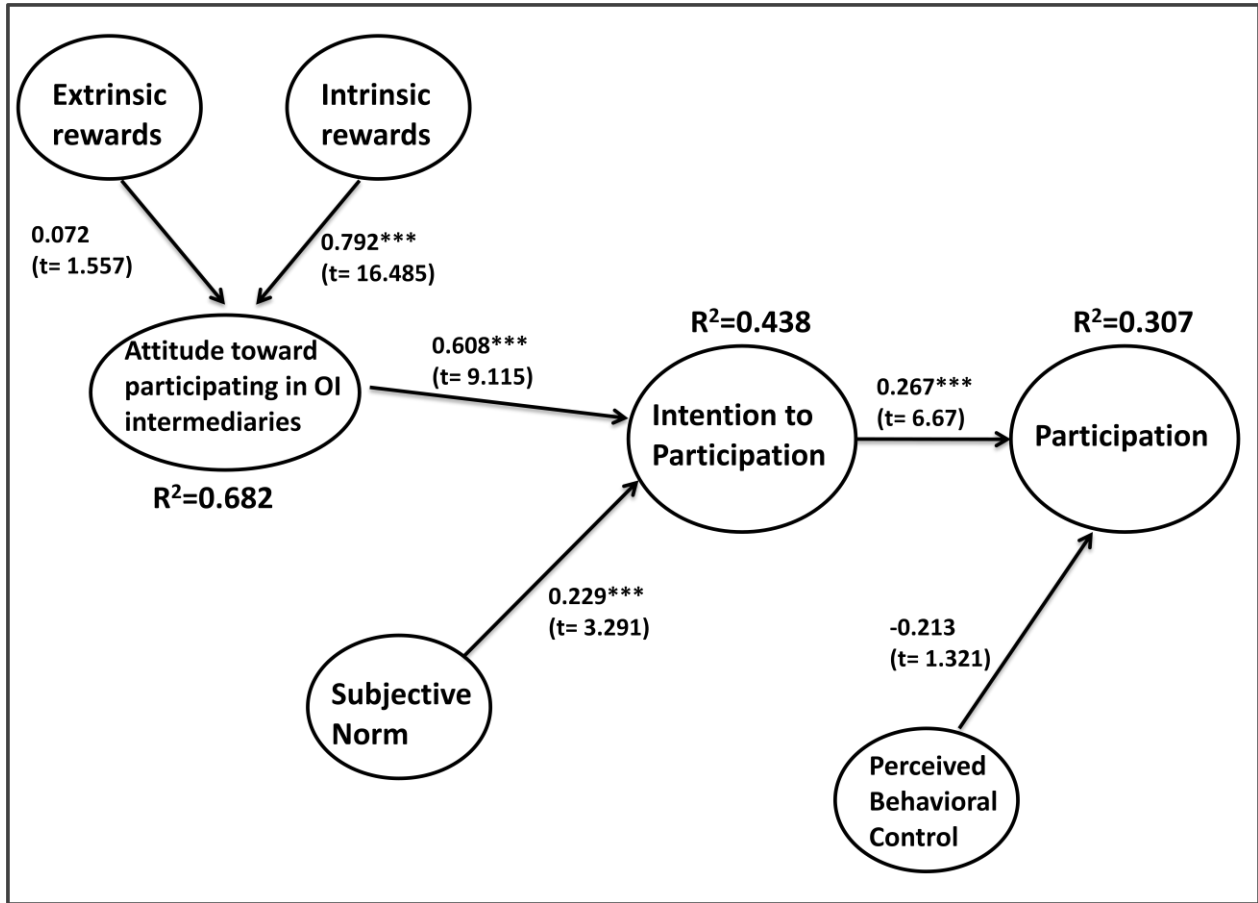 Extrinsic
rewards
Intrinsic
rewards
0.072
(t= 1.557)
0.792***
(t= 16.485)
Attitude toward
participating in OI
intermediaries
R²=0.682
0.608***
(t= 9.115)
R²=0.438
Intention to
Participation
0.267***
(t= 6.67)
R²=0.307
Participation
0.229***
(t= 3.291)
Subjective
Norm
-0.213
(t= 1.321)
Perceived
Behavioral
Control